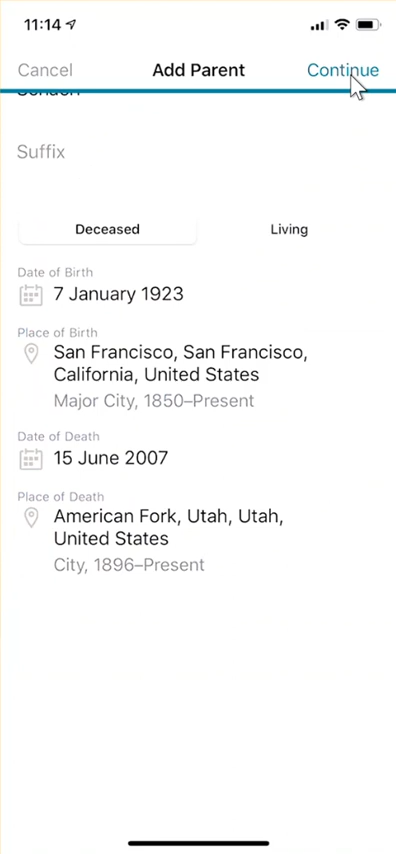 11:14
Cancel
Add Parent
Continue
Suffix
Deceased
Living
Date of Birth
7 January 1923
Place of Birth
San Francisco, San Francisco,
California, United States
Major City, 1850–Present
Date of Death
15 June 2007
Place of Death
American Fork, Utah, Utah,
United States
City, 1896–Present